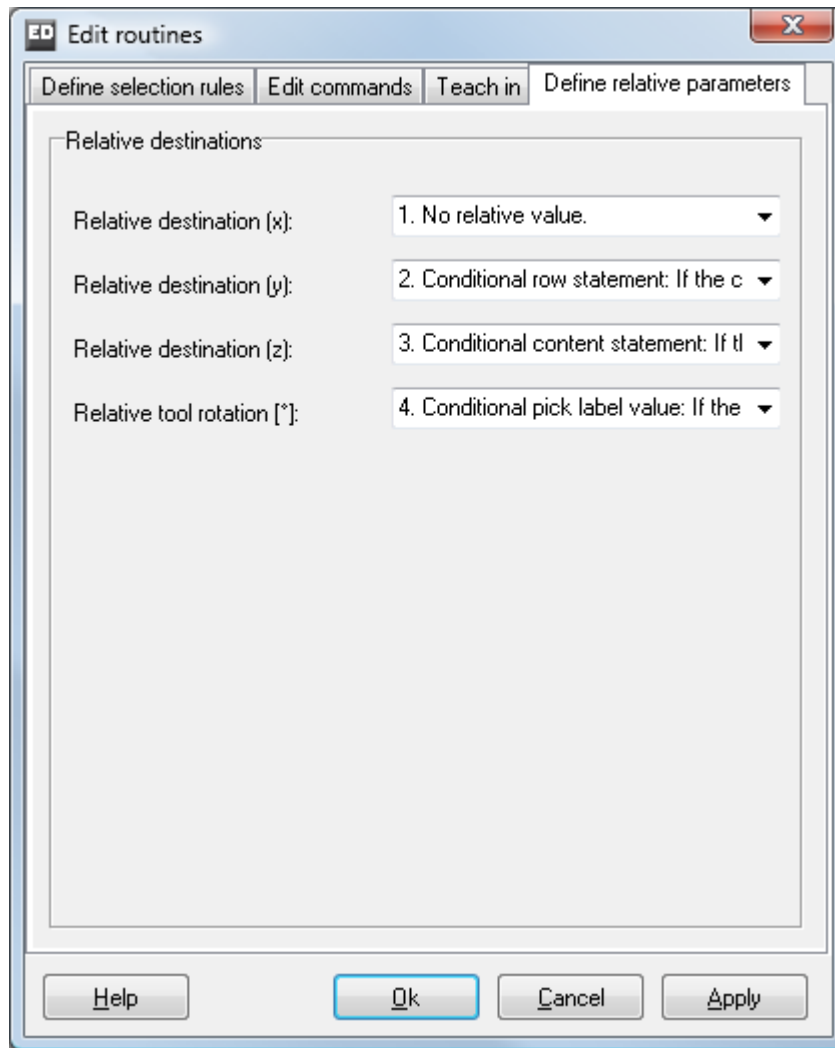 ED Edit routines
Define selection rules Edit commands Teach in Define relative parameters
Relative destinations
Relative destination (x): 1. No relative value.
Relative destination (y): 2. Conditional row statement: If the c
Relative destination (z): 3. Conditional content statement: If tl
Relative tool rotation [°]: 4. Conditional pick label value: If the
Help Ok Cancel Apply